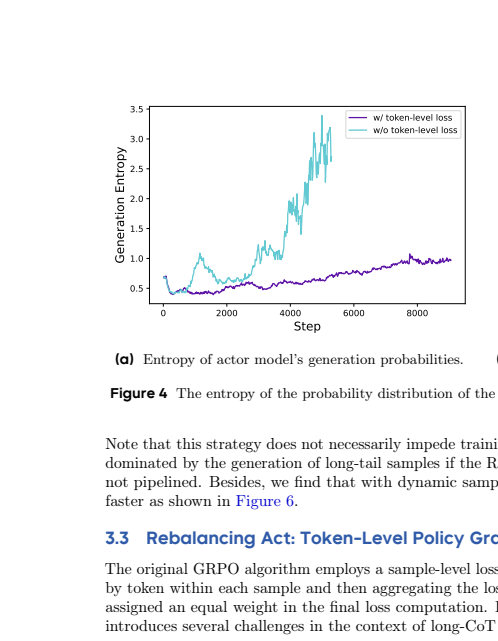 3.5
3.0
2.5
2.0
1.5
1.0
0.5
Generation Entropy
w/ token-level loss
w/o token-level loss
0 2000 4000 6000 8000
Step
(a) Entropy of actor model's generation probabilities.
Figure 4 The entropy of the probability distribution of the
Note that this strategy does not necessarily impede traini
dominated by the generation of long-tail samples if the R
not pipelined. Besides, we find that with dynamic samp
faster as shown in Figure 6.
3.3 Rebalancing Act: Token-Level Policy Gra
The original GRPO algorithm employs a sample-level loss
by token within each sample and then aggregating the los
assigned an equal weight in the final loss computation.
introduces several challenges in the context of long-CoT